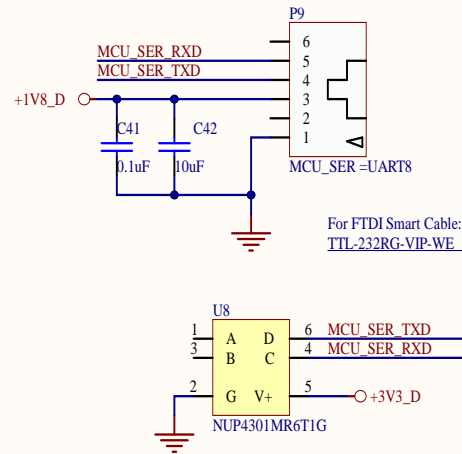 P9
6
MCU_SER_RXD 5
MCU_SER_TXD 4
+1V8_D 3
2
C41 C42 1
0.1uF 10uF MCU_SER =UART8
For FTDI Smart Cable:
TTL-232RG-VIP-WE
U8
1 A D 6 MCU_SER_TXD
3 B C 4 MCU_SER_RXD
2 G V+ 5 +3V3_D
NUP4301MR6T1G